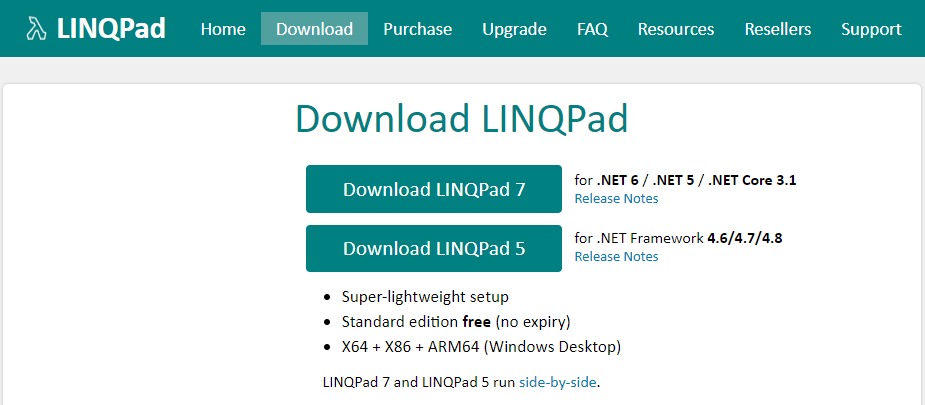 LINQPad Home Download Purchase Upgrade FAQ Resources Resellers Support
Download LINQPad
Download LINQPad 7
for .NET 6 / .NET 5 / .NET Core 3.1
Release Notes
Download LINQPad 5
for .NET Framework 4.6/4.7/4.8
Release Notes
• Super-lightweight setup
• Standard edition free (no expiry)
• X64 + X86 + ARM64 (Windows Desktop)
LINQPad 7 and LINQPad 5 run side-by-side.